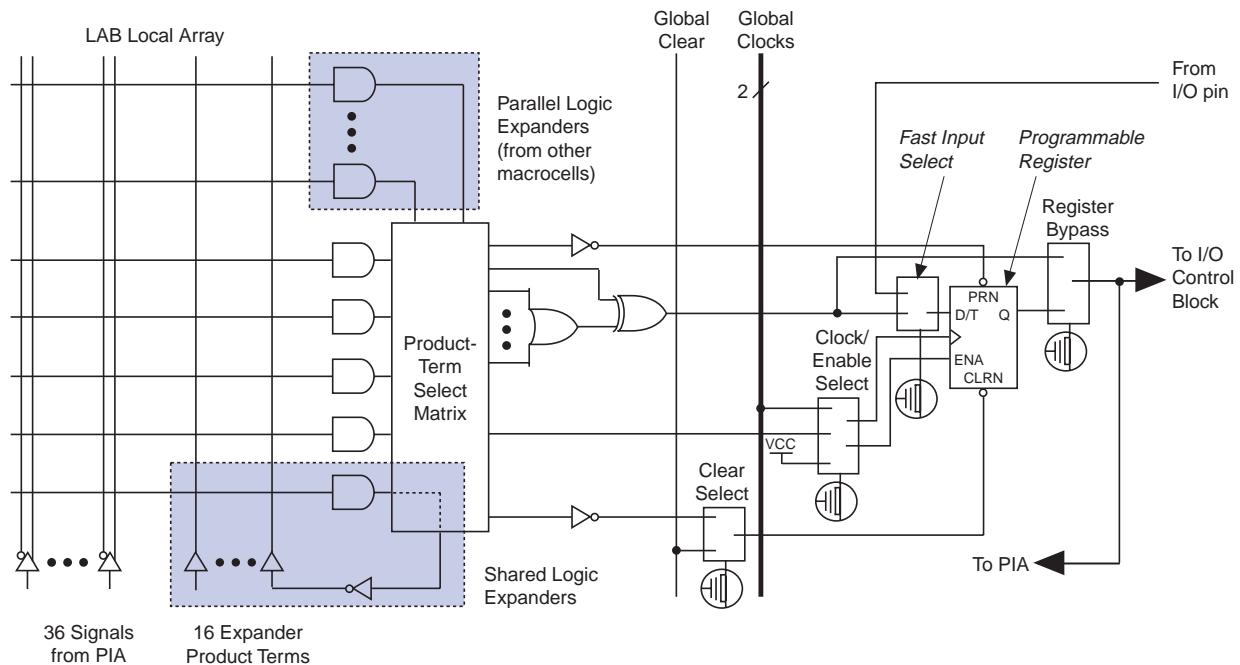 LAB Local Array
Global
Clear
Global
Clocks
2
From
I/O pin
Parallel Logic
Expanders
(from other
macrocells)
Fast Input
Select
Programmable
Register
Register
Bypass
To I/O
Control
Block
PRN
D/T Q
ENA
CLRN
Clock/
Enable
Select
Product-
Term
Select
Matrix
VCC
Clear
Select
To PIA
Shared Logic
Expanders
36 Signals
from PIA
16 Expander
Product Terms